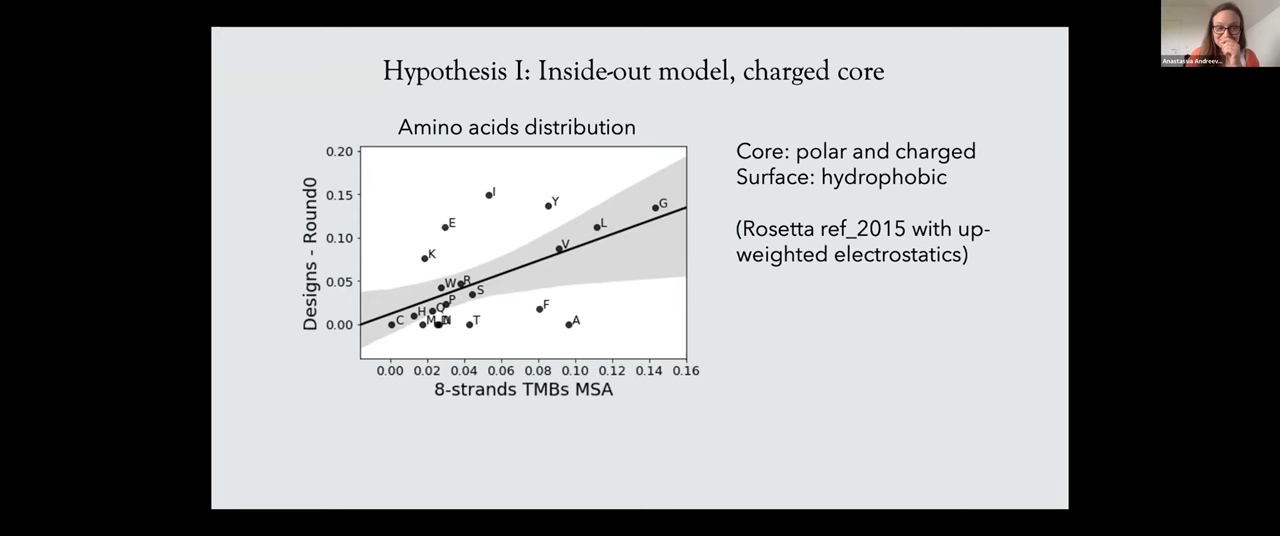 Anastassia Andreev...
Hypothesis I: Inside-out model, charged core
Amino acids distribution
Core: polar and charged
Surface: hydrophobic
(Rosetta ref_2015 with up-
weighted electrostatics)
Designs - Round0
0.20
0.15
0.10
0.05
0.00
I
Y
G
E
L
V
K
W
R
S
P
Q
H
F
C
M
D
N
T
A
0.00 0.02 0.04 0.06 0.08 0.10 0.12 0.14 0.16
8-strands TMBs MSA